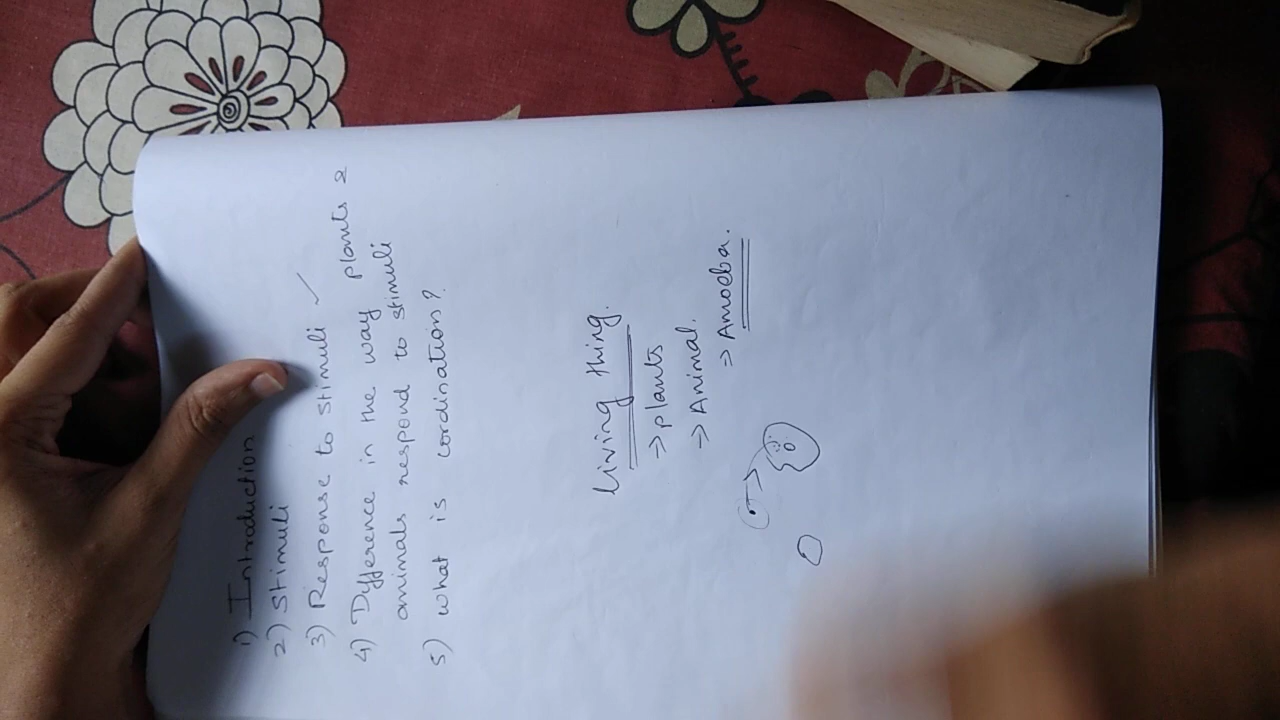 1) Introduction
2) Stimuli
3) Response to stimuli ✓
4) Difference in the way plants &
animals respond to stimuli
5) what is cordination?
living thing.
→ plants
→ Animal.
⇒ Amoeba.